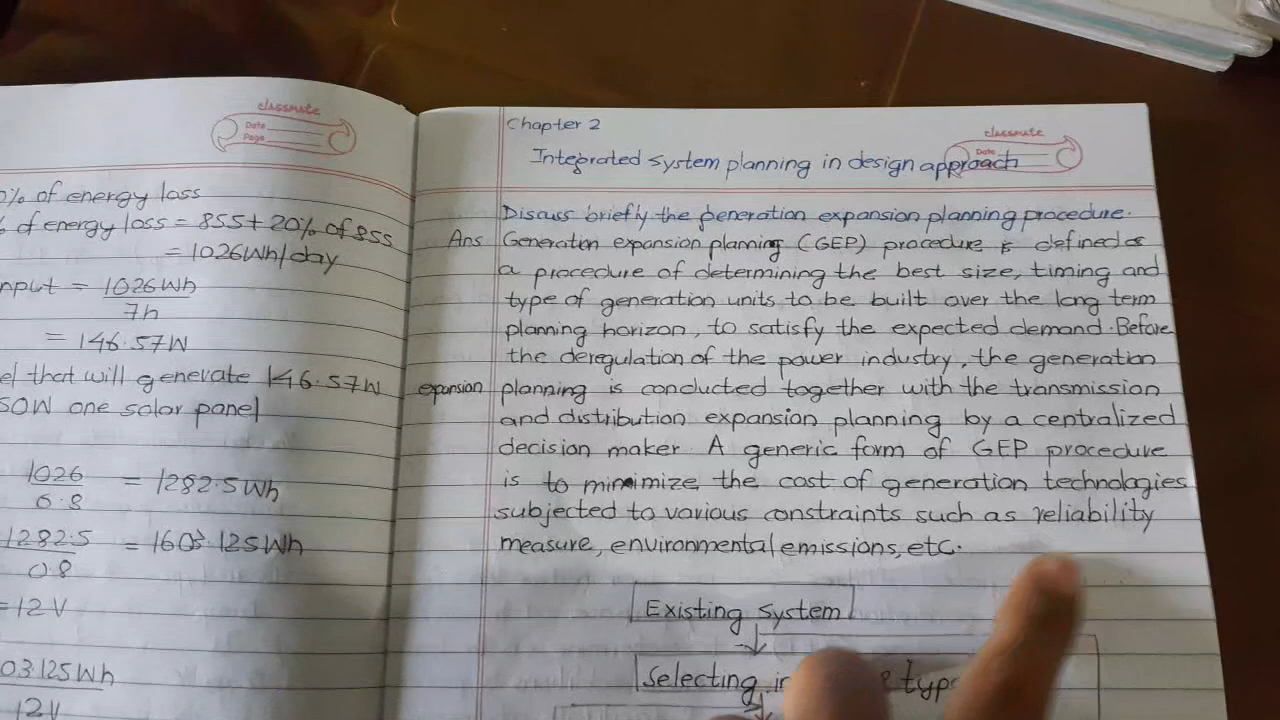 classmate
Date
Page
0% of energy loss
% of energy loss = 855 + 20% of 855
= 1026Wh/day
nput = 1026Wh
7h
= 146.57W
el that will generate 146.57W
50W one solar panel
1026
0.8
= 1282.5 Wh
1282.5
0.8
= 1603.125Wh
= 12 V
03.125Wh
12V
Chapter 2
classmate
Date
Integrated system planning in design approach
Discuss briefly the generation expansion planning procedure.
Ans Generation expansion planning (GEP) procedure is defined as
a procedure of determining the best size, timing and
type of generation units to be built over the long term
planning horizon, to satisfy the expected demand. Before
the deregulation of the power industry, the generation
expansion planning is conducted together with the transmission
and distribution expansion planning by a centralized
decision maker. A generic form of GEP procedure
is to minimize the cost of generation technologies
subjected to various constraints such as reliability
measure, environmental emissions, etc.
Existing system
Selecting